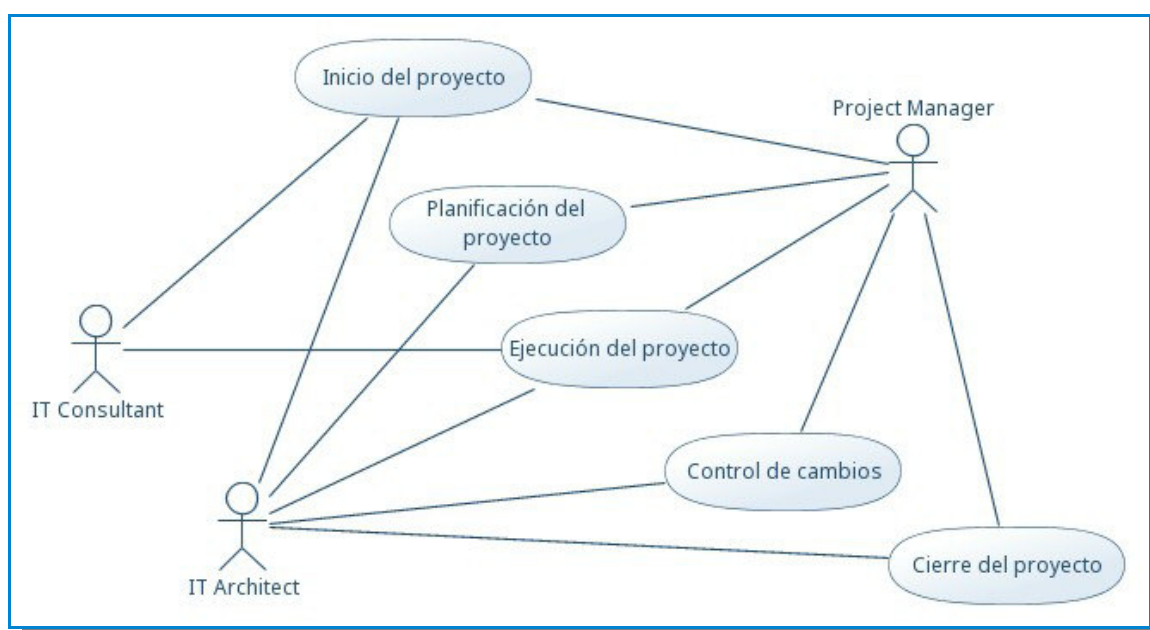 Inicio del proyecto
Project Manager
Planificación del
proyecto
Ejecución del proyecto
IT Consultant
Control de cambios
Cierre del proyecto
IT Architect